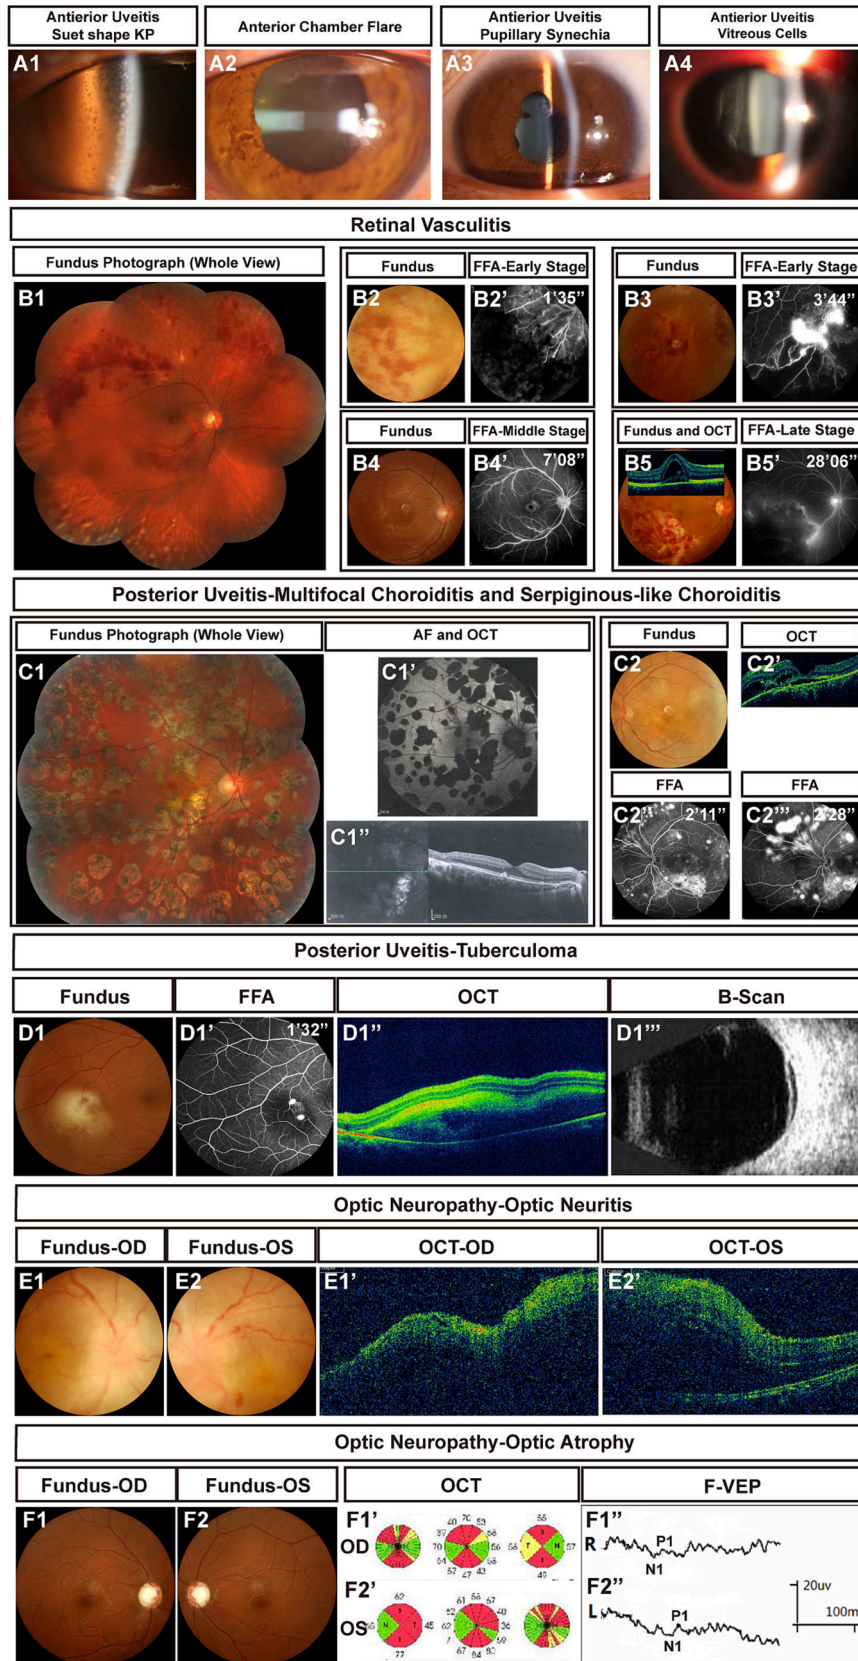 Antierior Uveitis
Suet shape KP
Anterior Chamber Flare
Antierior Uveitis
Pupillary Synechia
Antierior Uveitis
Vitreous Cells
A1
A2
A3
A4
Retinal Vasculitis
Fundus Photograph (Whole View)
Fundus
FFA-Early Stage
Fundus
FFA-Early Stage
B1
B2
B2’ 1’35”
B3
B3’ 3’44”
Fundus
FFA-Middle Stage
Fundus and OCT
FFA-Late Stage
B4
B4’ 7’08”
B5
B5’ 28’06”
Posterior Uveitis-Multifocal Choroiditis and Serpiginous-like Choroiditis
Fundus Photograph (Whole View)
AF and OCT
Fundus
OCT
C1
C1’
C2
C2’
FFA
FFA
C1”
C2” 2’11”
C2’” 2’28”
Posterior Uveitis-Tuberculoma
Fundus
FFA
OCT
B-Scan
D1
D1’ 1’32”
D1”
D1’”
Optic Neuropathy-Optic Neuritis
Fundus-OD
Fundus-OS
OCT-OD
OCT-OS
E1
E2
E1’
E2’
Optic Neuropathy-Optic Atrophy
Fundus-OD
Fundus-OS
OCT
F-VEP
F1
F2
F1’
OD
F1”
R
P1
N1
F2’
OS
F2”
L
P1
N1
20uv
100m